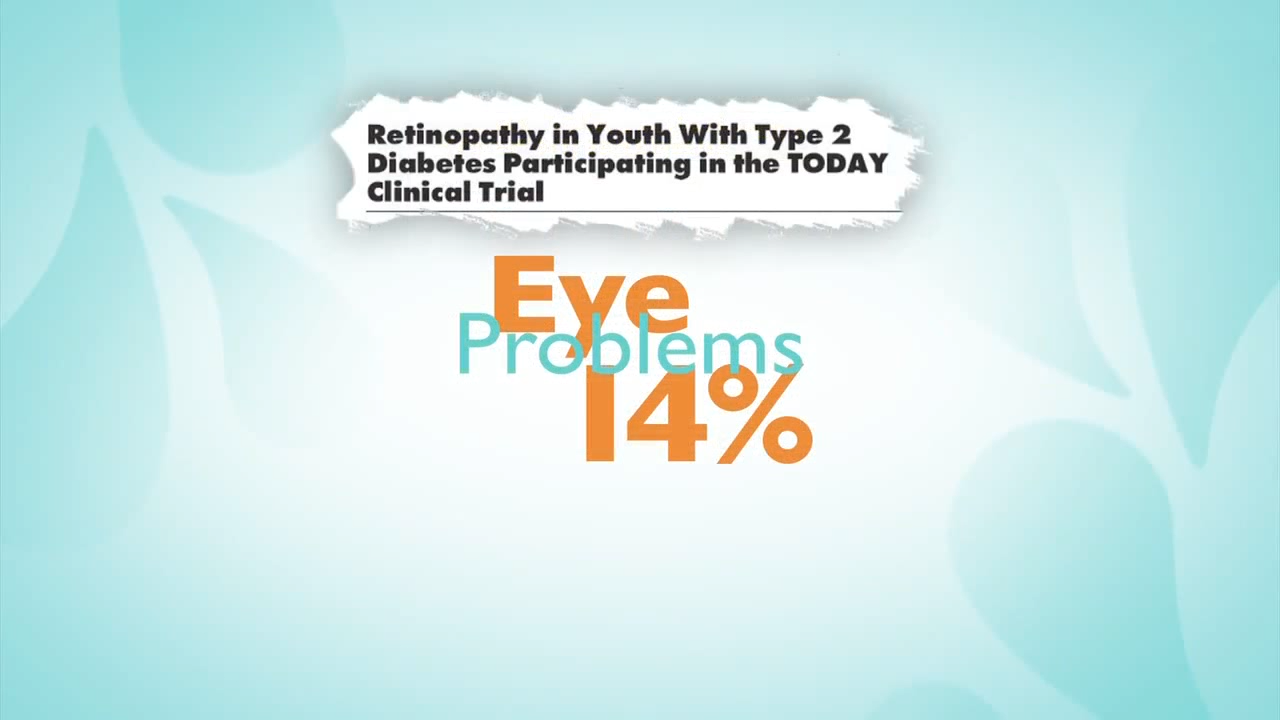 Retinopathy in Youth With Type 2
Diabetes Participating in the TODAY
Clinical Trial
Eye
Problems
14%